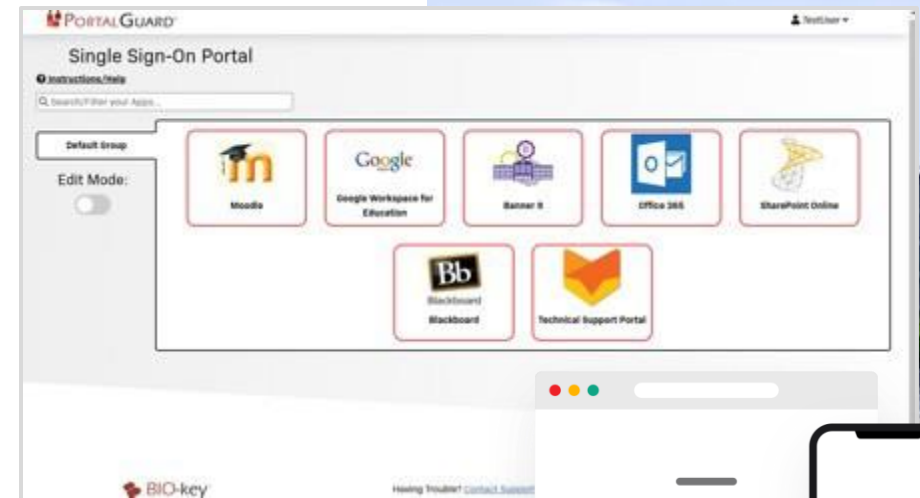 PORTALGUARD
TestUser
Single Sign-On Portal
Instructions/Help
Search/Filter your Apps...
Default Group
Edit Mode:
Moodle
Google
Google Workspace for
Education
Banner 9
Office 365
SharePoint Online
Bb
Blackboard
Blackboard
Technical Support Portal
BIO-key
Having Trouble? Contact Support